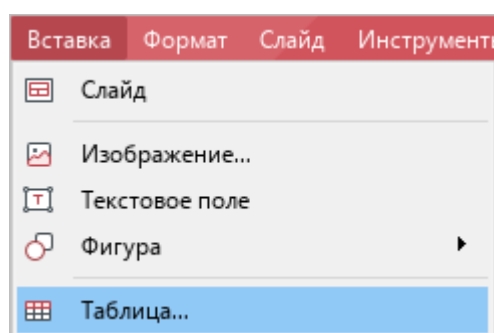 Вставка Формат Слайд Инструменты
Слайд
Изображение...
Текстовое поле
Фигура
Таблица...